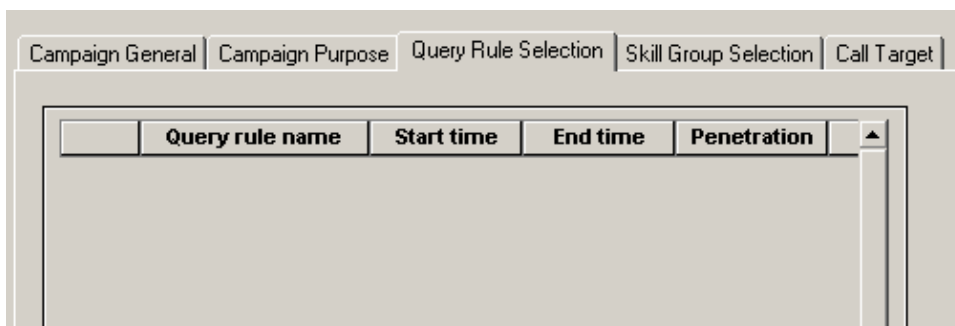 Campaign General Campaign Purpose Query Rule Selection Skill Group Selection Call Target
Query rule name Start time End time Penetration